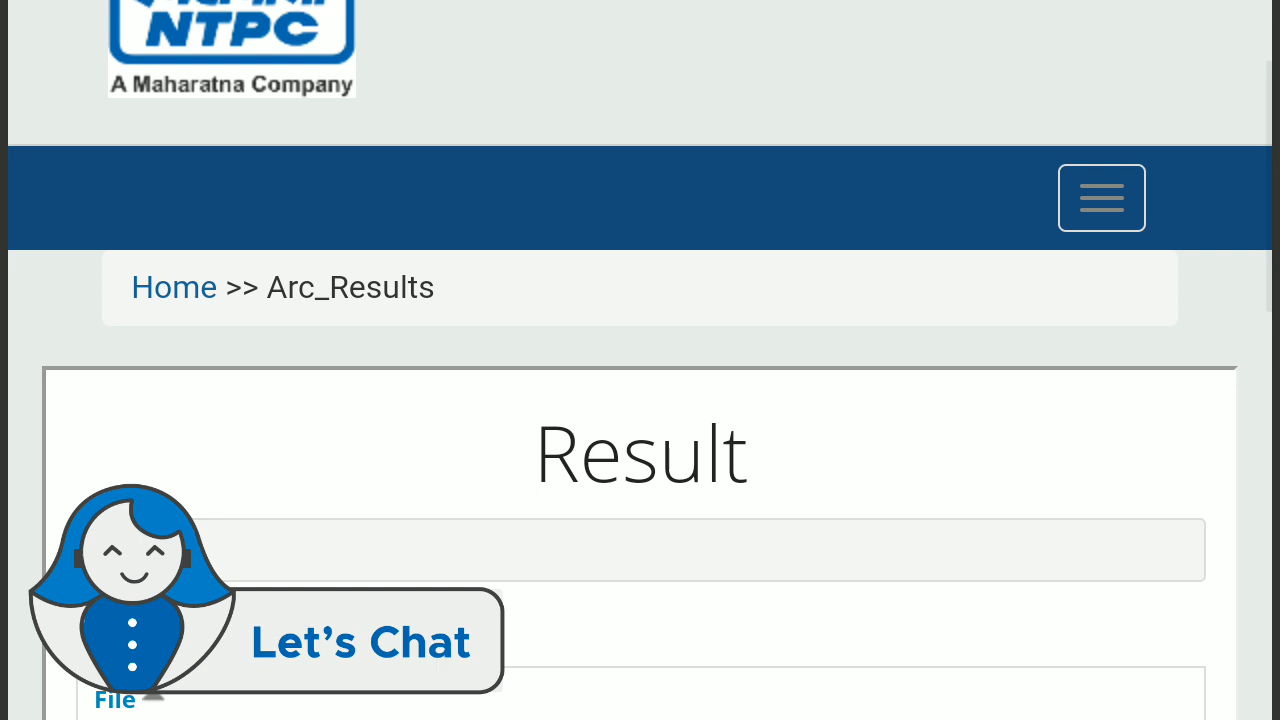 NTPC
A Maharatna Company
Home >> Arc_Results
Result
Let's Chat
File